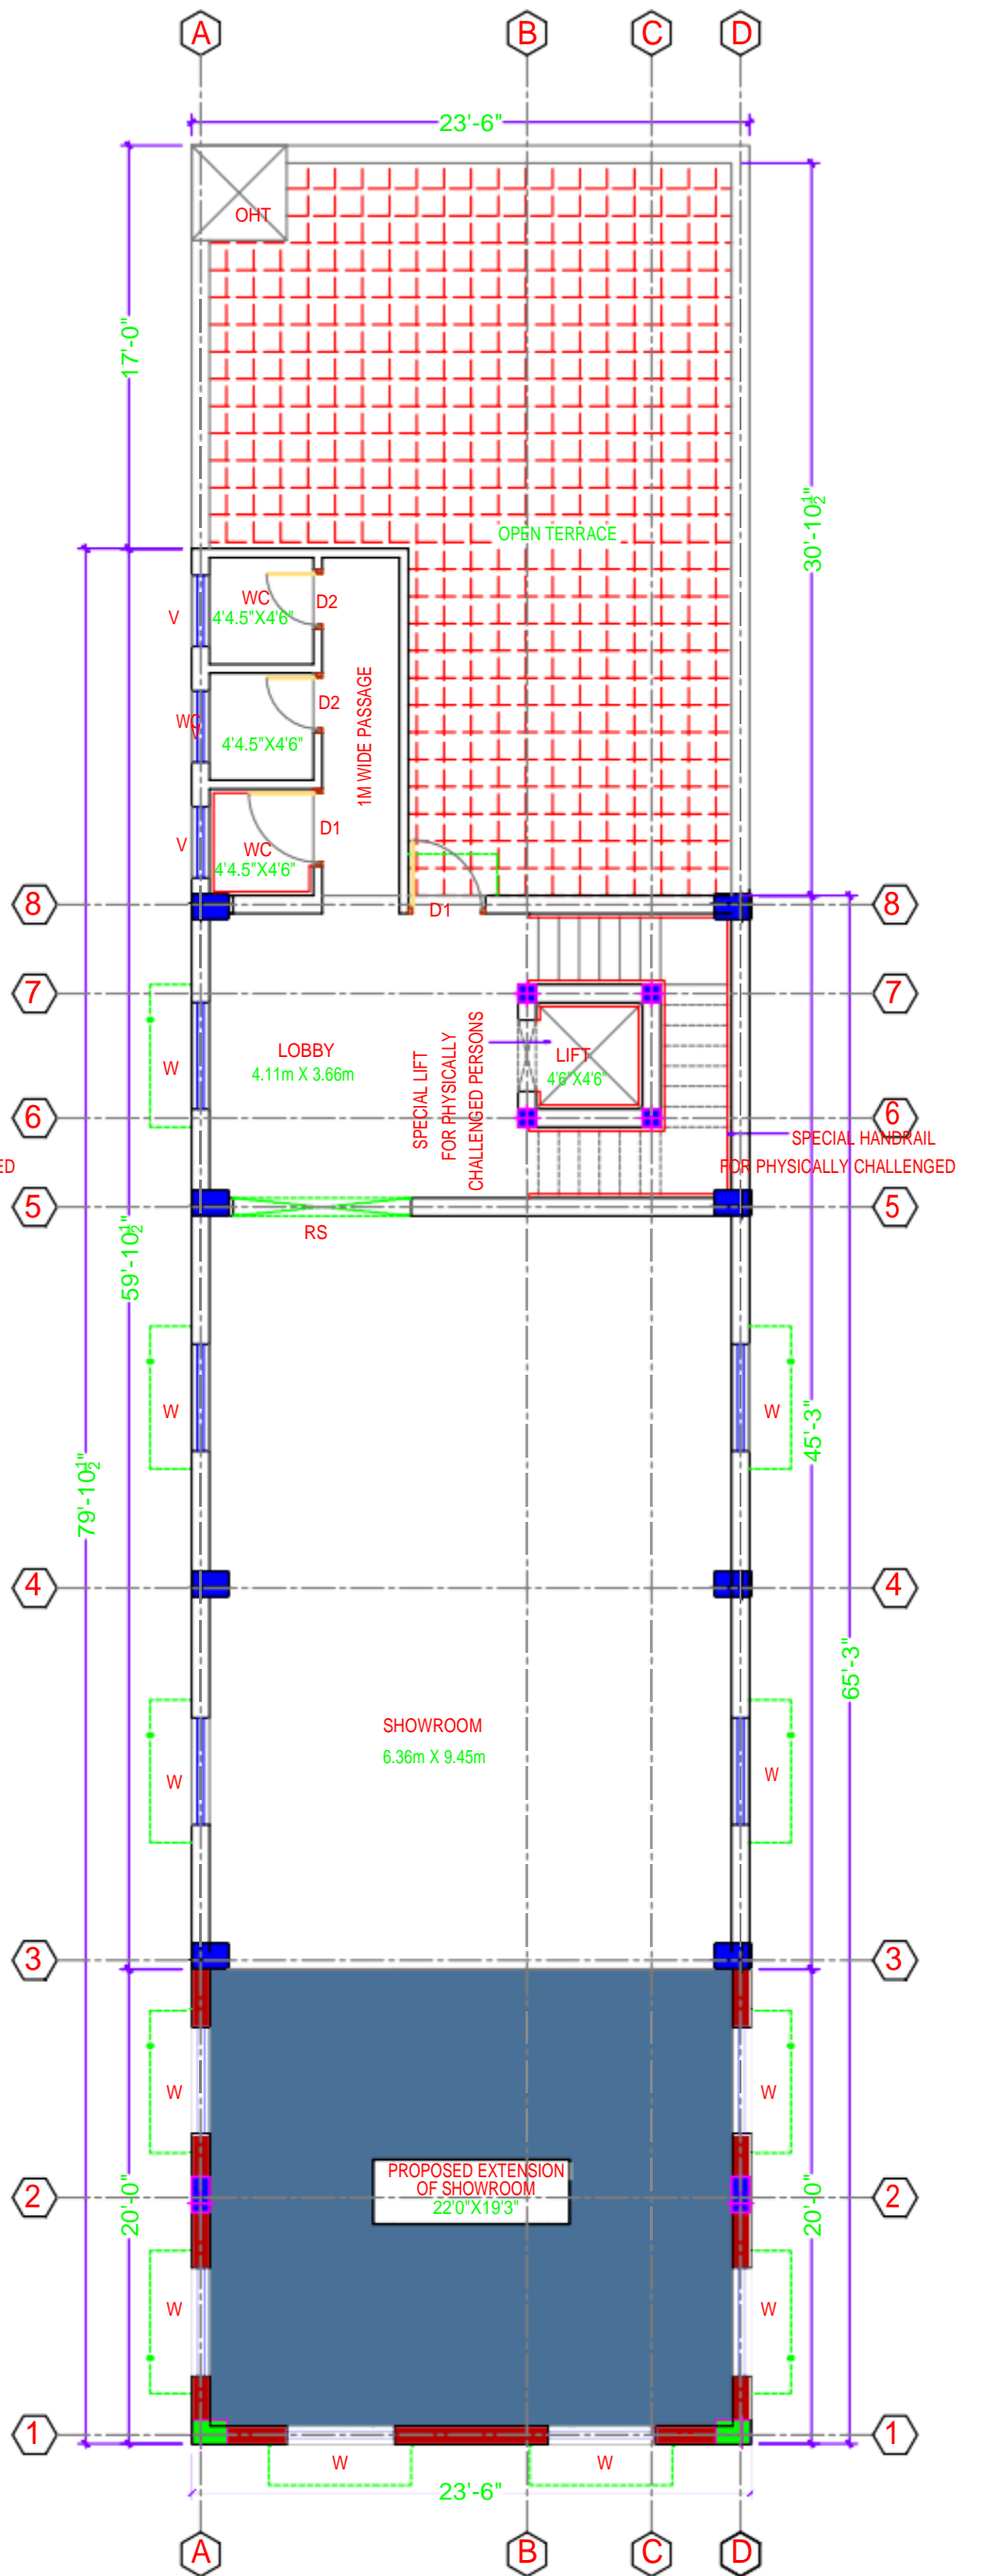 A B C D
23'-6"
OHT
17'-0"
30'-10½"
OPEN TERRACE
WC
4'4.5"X4'6"
D2
V
D2
WC
V
4'4.5"X4'6"
1M WIDE PASSAGE
D1
V
WC
4'4.5"X4'6"
8
D1
8
7
7
LOBBY
4.11m X 3.66m
W
SPECIAL LIFT
FOR PHYSICALLY
CHALLENGED PERSONS
LIFT
4'6"X4'6"
6
6
SPECIAL HANDRAIL
ED
FOR PHYSICALLY CHALLENGED
5
5
RS
59'-10½"
W
W
45'-3"
79'-10½"
4
4
65'-3"
SHOWROOM
6.36m X 9.45m
W
W
3
3
W
W
PROPOSED EXTENSION
OF SHOWROOM
22'0"X19'3"
2
2
20'-0"
20'-0"
W
W
1
1
W
W
23'-6"
A B C D